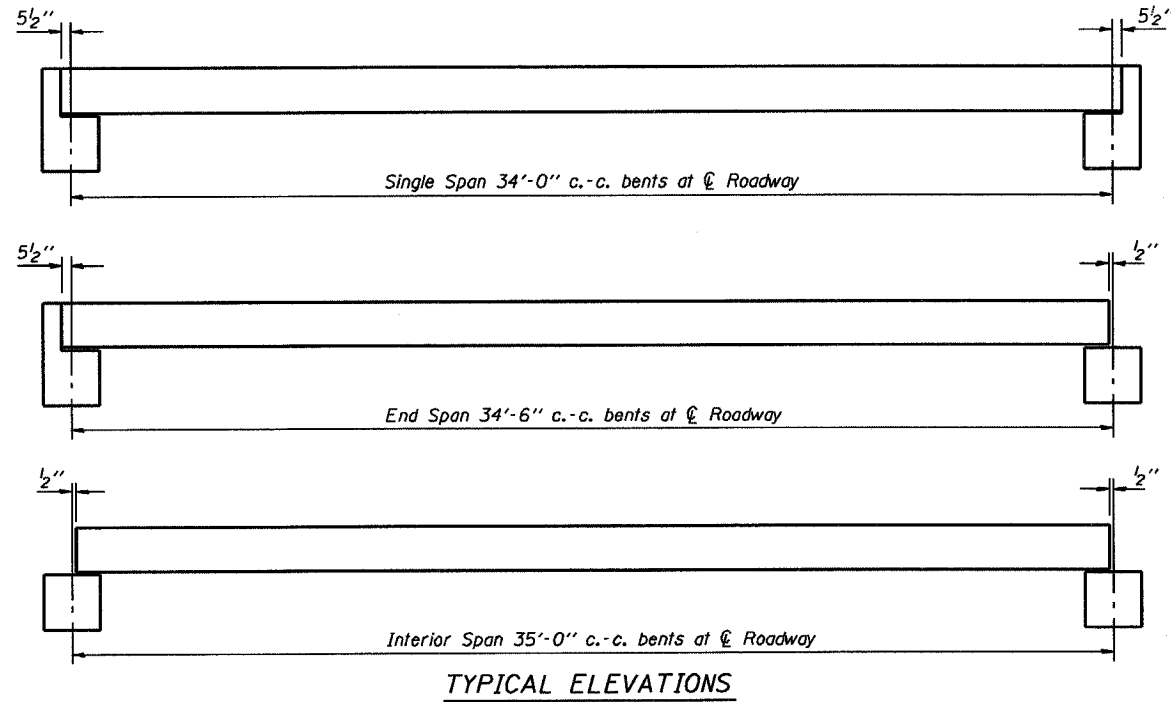 5½" 5½"
Single Span 34'-0" c.-c. bents at ℄ Roadway
5½" ½"
End Span 34'-6" c.-c. bents at ℄ Roadway
½" ½"
Interior Span 35'-0" c.-c. bents at ℄ Roadway
TYPICAL ELEVATIONS